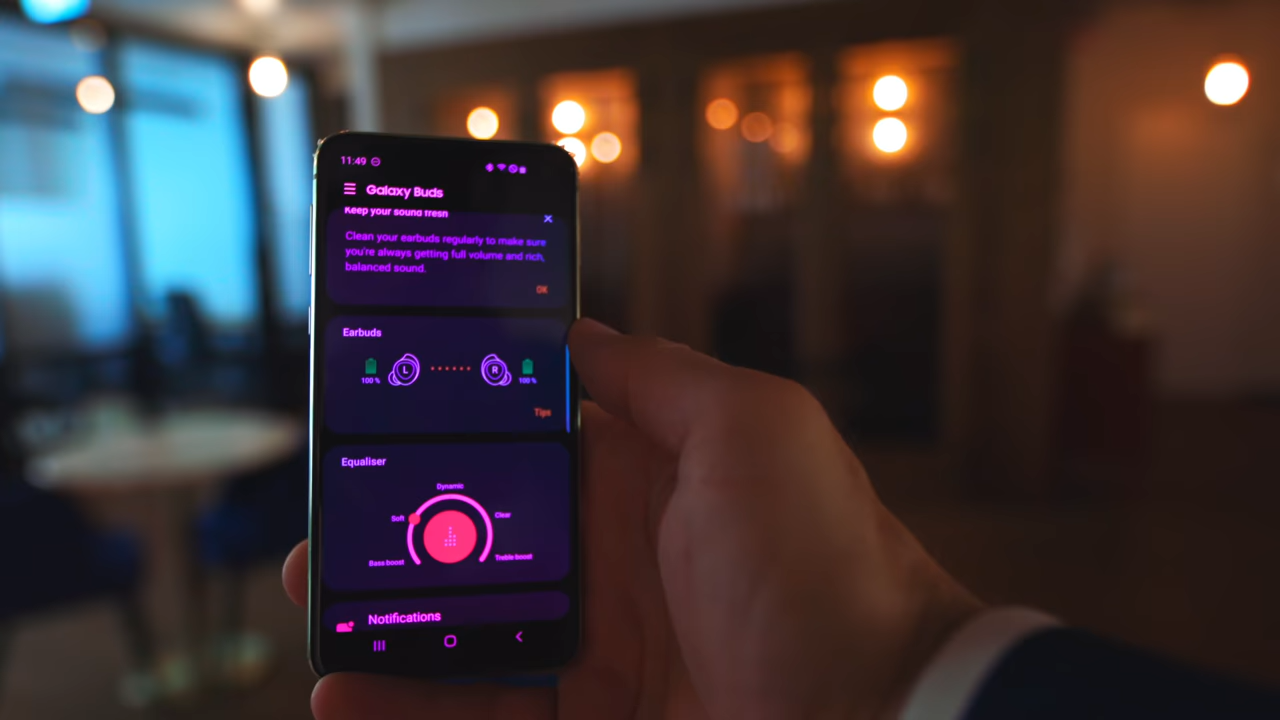 11:49
Galaxy Buds
Keep your sound fresh
Clean your earbuds regularly to make sure
you're always getting full volume and rich,
balanced sound.
OK
Earbuds
L R
100 % 100 %
Tips
Equaliser
Dynamic
Soft Clear
Bass boost Treble boost
Notifications